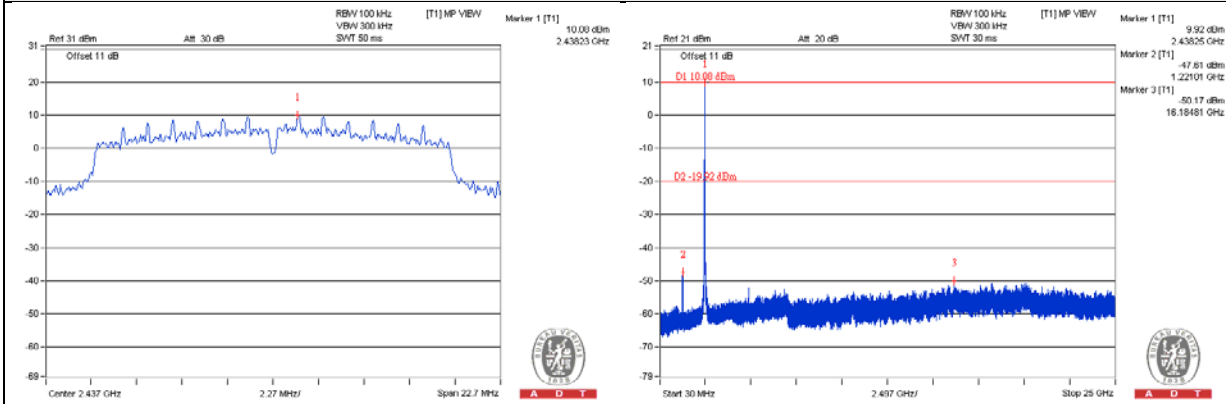 RBW 100 kHz
VBW 300 kHz
SWT 50 ms
[T1] MP VIEW
Marker 1 [T1]
10.08 dBm
2.43823 GHz
Ref 31 dBm
Att 30 dB
31
Offset 11 dB
20
10
0
-10
-20
-30
-40
-50
-60
-69
1
Center 2.437 GHz
2.27 MHz/
Span 22.7 MHz
BUREAU VERITAS
1828
A D T
RBW 100 kHz
VBW 300 kHz
SWT 30 ms
[T1] MP VIEW
Marker 1 [T1]
9.92 dBm
2.43825 GHz
Marker 2 [T1]
-47.61 dBm
1.22101 GHz
Marker 3 [T1]
-50.17 dBm
16.18481 GHz
Ref 21 dBm
Att 20 dB
21
Offset 11 dB
1
D1 10.08 dBm
10
0
-10
D2 -19.92 dBm
-20
-30
-40
-50
-60
-70
-79
2
3
Start 30 MHz
2.497 GHz/
Stop 25 GHz
BUREAU VERITAS
1828
A D T